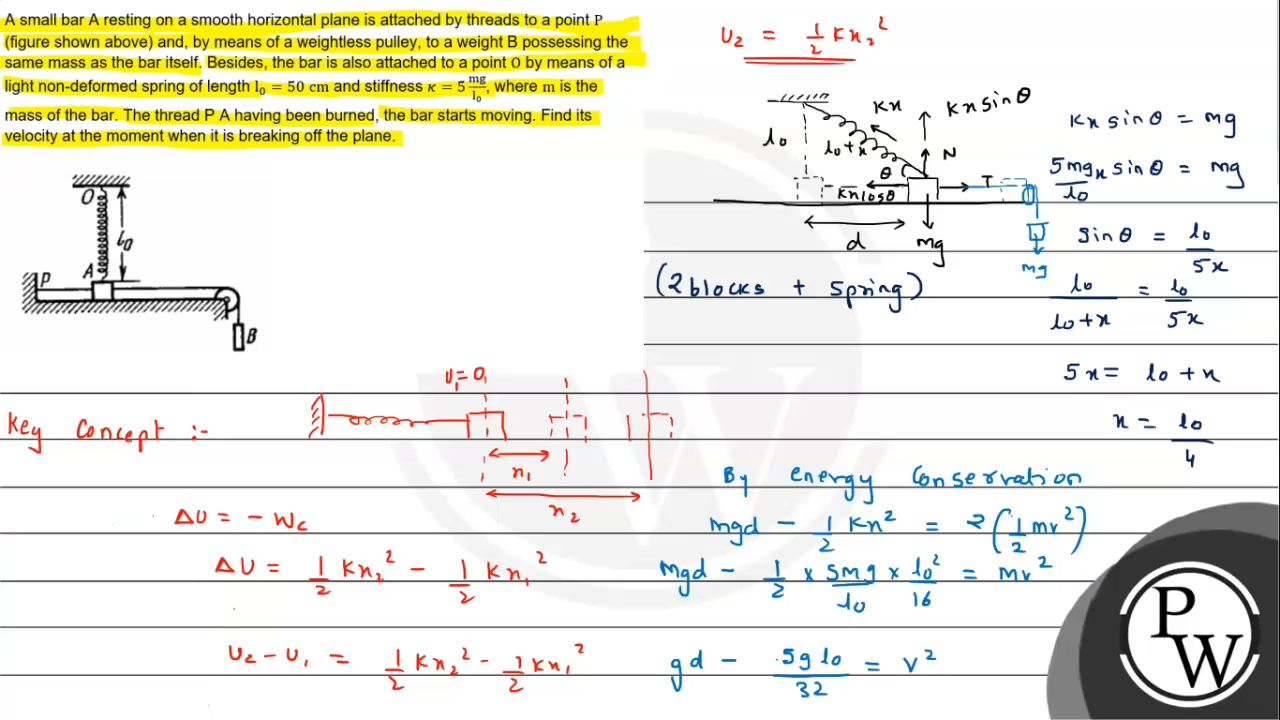 A small bar A resting on a smooth horizontal plane is attached by threads to a point P
(figure shown above) and, by means of a weightless pulley, to a weight B possessing the
same mass as the bar itself. Besides, the bar is also attached to a point O by means of a
light non-deformed spring of length l₀ = 50 cm and stiffness κ = 5 mg/l₀, where m is the
mass of the bar. The thread P A having been burned, the bar starts moving. Find its
velocity at the moment when it is breaking off the plane.
O
l₀
P
A
B
U₂ = 1/2 Kx₂²
Kx
Kx sinθ
l₀
l₀+x
N
θ
T
Kx cosθ
d
mg
mg
(2 blocks + Spring)
Kx sinθ = mg
5mg/l₀ x sinθ = mg
sinθ = l₀/5x
l₀/l₀+x = l₀/5x
5x = l₀ + x
x = l₀/4
Key Concept :-
U₁ = 0
x₁
x₂
ΔU = - Wc
ΔU = 1/2 Kx₂² - 1/2 Kx₁²
U₂ - U₁ = 1/2 Kx₂² - 1/2 Kx₁²
By energy Conservation
mgd - 1/2 Kx² = 2(1/2 mv²)
mgd - 1/2 × 5mg/l₀ × l₀²/16 = mv²
gd - 5gl₀/32 = v²
P
W